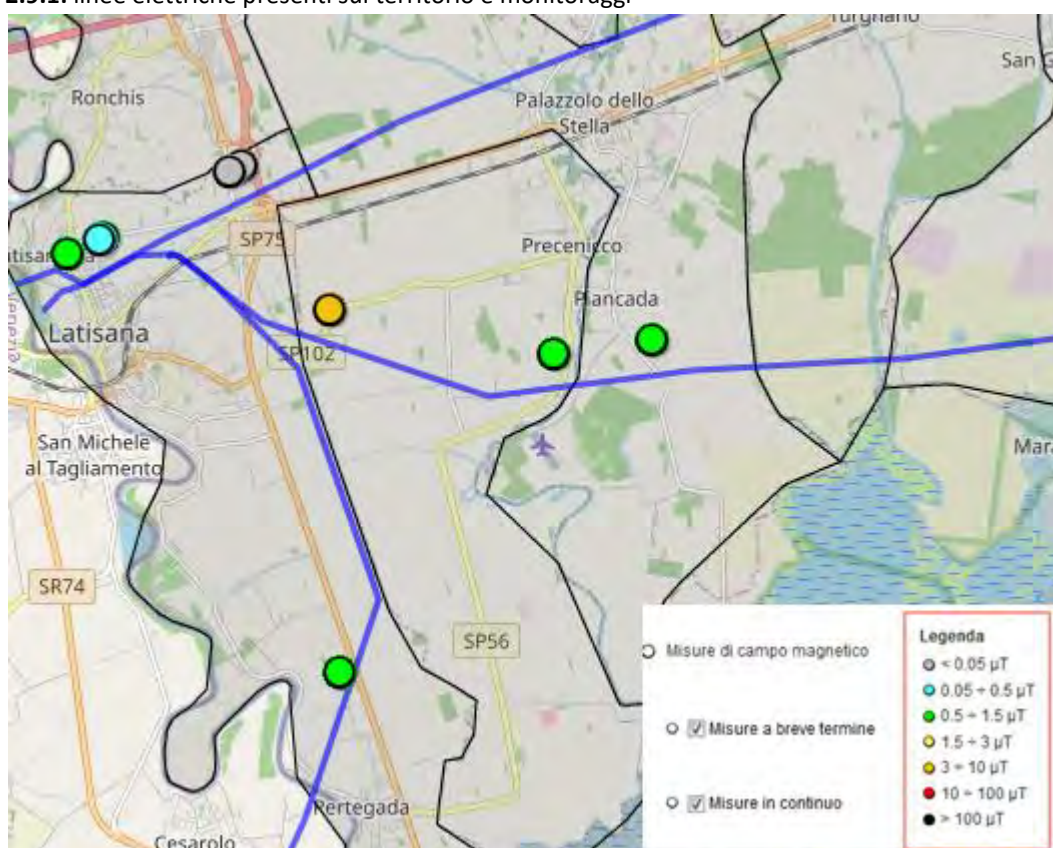 2.9.1. linee elettriche presenti sul territorio e monitoraggi
Ronchis
Palazzolo dello
Stella
SP75
Precenicco
Piancada
Latisana
SP102
San Michele
al Tagliamento
SR74
SP56
Pertegada
Cesarolo
Misure di campo magnetico
Misure a breve termine
Misure in continuo
Legenda
< 0.05 µT
0.05 ÷ 0.5 µT
0.5 ÷ 1.5 µT
1.5 ÷ 3 µT
3 ÷ 10 µT
10 ÷ 100 µT
> 100 µT